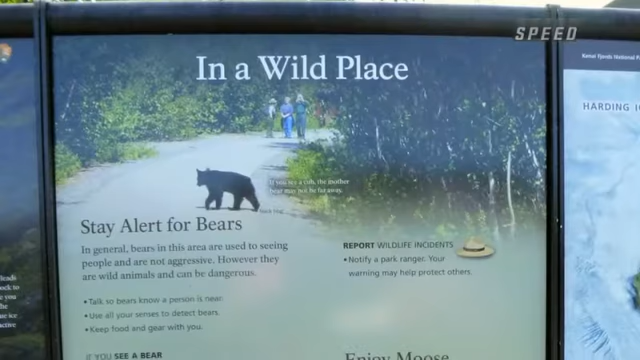 SPEED
In a Wild Place
Kenai Fjords National
HARDING
If you see a cub, the mother
bear may not be far away.
Stay Alert for Bears
In general, bears in this area are used to seeing
people and are not aggressive. However they
are wild animals and can be dangerous.
• Talk so bears know a person is near.
• Use all your senses to detect bears.
• Keep food and gear with you.
IF YOU SEE A BEAR
REPORT WILDLIFE INCIDENTS
• Notify a park ranger. Your
warning may help protect others.
Enjoy Moose